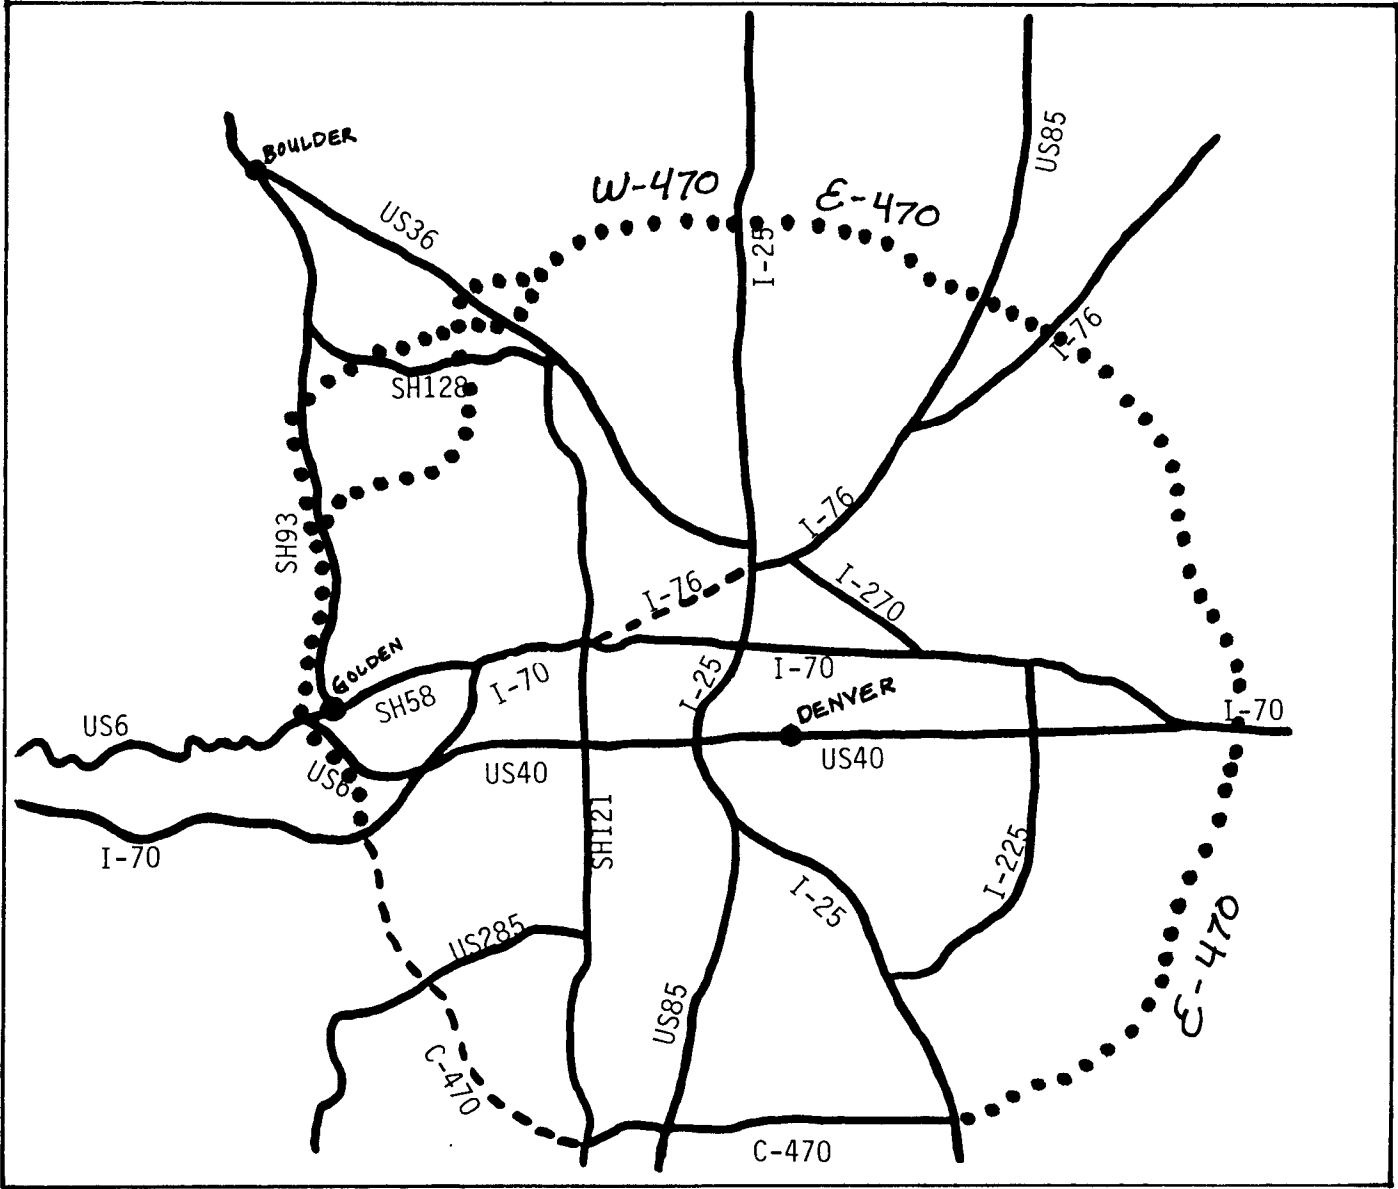 BOULDER
US85
W-470
E-470
US36
I-25
I-76
SH128
I-76
SH93
I-76
I-270
GOLDEN
I-70
I-70
I-25
SH58
DENVER
I-70
US6
US6
US40
US40
I-70
SH121
I-225
I-25
US285
E-470
US85
C-470
C-470